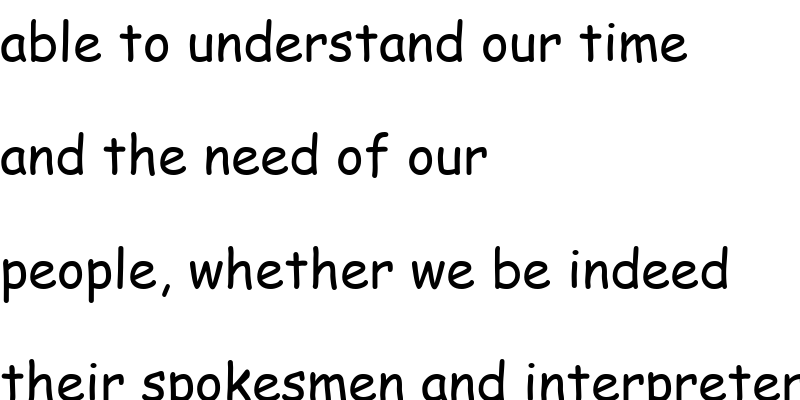 able to understand our time
and the need of our
people, whether we be indeed
their spokesmen and interpreter